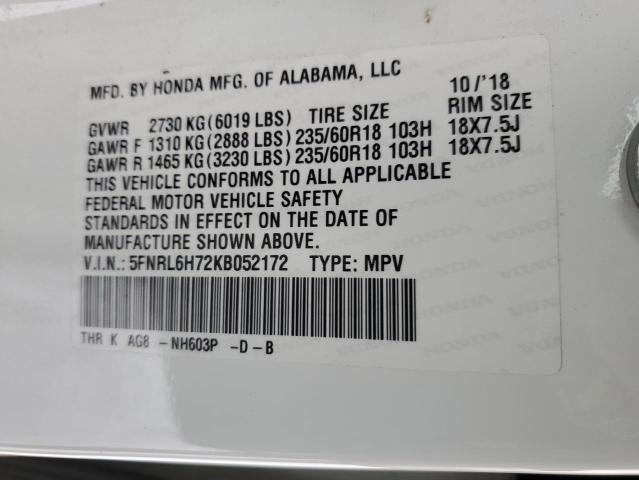 MFD. BY HONDA MFG. OF ALABAMA, LLC 10/'18
GVWR 2730 KG(6019 LBS) TIRE SIZE RIM SIZE
GAWR F 1310 KG(2888 LBS)235/60R18 103H 18X7.5J
GAWR R 1465 KG(3230 LBS)235/60R18 103H 18X7.5J
THIS VEHICLE CONFORMS TO ALL APPLICABLE
FEDERAL MOTOR VEHICLE SAFETY
STANDARDS IN EFFECT ON THE DATE OF
MANUFACTURE SHOWN ABOVE.
V.I.N.: 5FNRL6H72KB052172 TYPE: MPV
THR K AG8 -NH603P -D-B